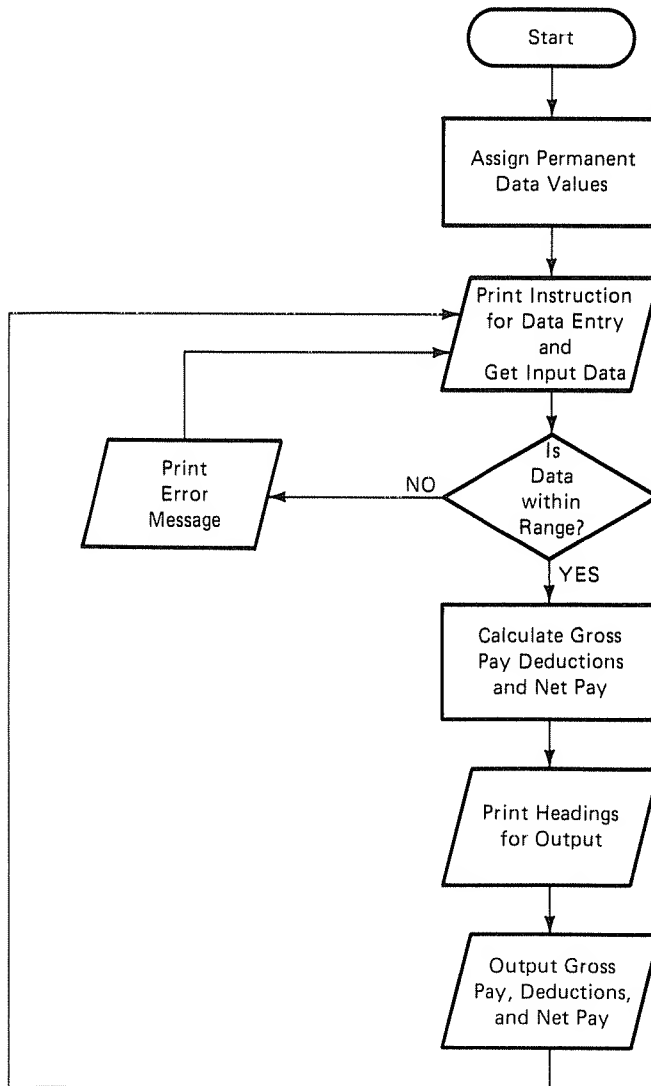 Start
Assign Permanent
Data Values
Print Instruction
for Data Entry
and
Get Input Data
Is
Data
within
Range?
NO
Print
Error
Message
YES
Calculate Gross
Pay Deductions
and Net Pay
Print Headings
for Output
Output Gross
Pay, Deductions,
and Net Pay